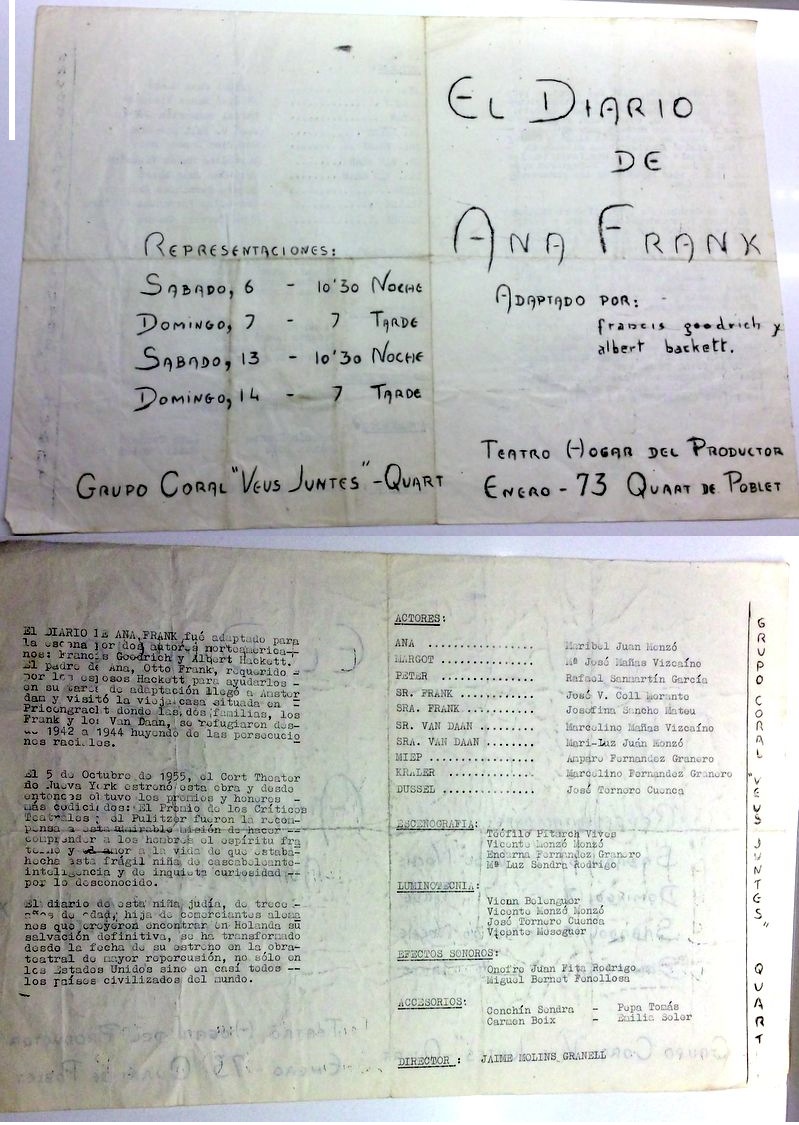 EL DIARIO
DE
ANA FRANK
ADAPTADO POR:
francis goodrich y
albert backett.
TEATRO HOGAR DEL PRODUCTOR
ENERO - 73 QUART DE POBLET
REPRESENTACIONES:
SABADO, 6 - 10'30 NOCHE
DOMINGO, 7 - 7 TARDE
SABADO, 13 - 10'30 NOCHE
DOMINGO, 14 - 7 TARDE
GRUPO CORAL "VEUS JUNTES" - QUART
El DIARIO DE ANA FRANK fué adaptado para
la escena por dos autores norteamerica-
nos: Francis Goodrich y Albert Hackett.
El padre de Ana, Otto Frank, requerido -
por los esposos Hackett para ayudarlos -
en su tarea de adaptación llegó a Amster
dam y visitó la vieja casa situada en -
Pricengracht donde las dos familias, los
Frank y los Van Daan, se refugiaron des-
de 1942 a 1944 huyendo de las persecucio
nes raciales.
El 5 de Octubre de 1955, el Cort Theater
de Nueva York estrenó esta obra y desde
entonces obtuvo los premios y honores -
más codiciados: El Premio de los Críticos
Teatrales y el Pulitzer fueron la recom-
pensa a esta admirable misión de hacer --
comprender a los hombres el espíritu fra
terno y amor a la vida de que estaba-
hecha esta frágil niña de cascabeleante-
inteligencia y de inquieta curiosidad --
por lo desconocido.
El diario de esta niña judía, de trece --
años de edad, hija de comerciantes alema
nes que creyeron encontrar en Holanda su
salvación definitiva, se ha transformado
desde la fecha de su estreno en la obra-
teatral de mayor repercusión, no sólo en
los Estados Unidos sino en casi todos --
los países civilizados del mundo.
ACTORES:
ANA .............. Maribel Juan Monzó
MARGOT .............. Mª José Mañas Vizcaíno
PETER .............. Rafael Sanmartín García
SR. FRANK .......... José V. Coll Morante
SRA. FRANK ......... Josefina Sancho Mateu
SR. VAN DAAN ........ Marcelino Mañas Vizcaíno
SRA. VAN DAAN ........ Mari-Luz Juán Monzó
MIEP .............. Amparo Fernandez Granero
KRALER ............. Marcelino Fernandez Granero
DUSSEL ............. José Tornero Cuenca
ESCENOGRAFIA:
Teófilo Pitarch Vives
Vicente Monzó Monzó
Encarna Fernandez Granero
Mª Luz Sendra Rodrigo
LUMINOTECNIA:
Vicente Monzó Monzó
José Tornero Cuenca
Vicente Moseguer
EFECTOS SONOROS:
Onofre Juan Fita Rodrigo
Miguel Bernet Fenollosa
ACCESORIOS:
Conchín Sendra - Pepa Tomás
Carmen Boix - Emilia Soler
DIRECTOR : JAIME MOLINS GRANELL
GRUPO CORAL "VEUS JUNTES" QUART